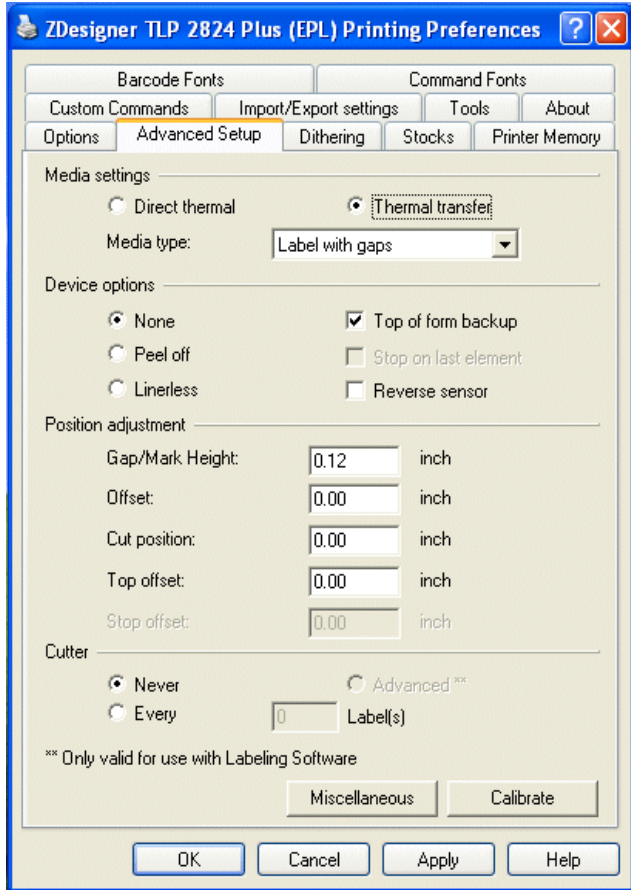 ZDesigner TLP 2824 Plus (EPL) Printing Preferences
Barcode Fonts Command Fonts
Custom Commands Import/Export settings Tools About
Options Advanced Setup Dithering Stocks Printer Memory
Media settings
Direct thermal Thermal transfer
Media type: Label with gaps
Device options
None Top of form backup
Peel off Stop on last element
Linerless Reverse sensor
Position adjustment
Gap/Mark Height: 0.12 inch
Offset: 0.00 inch
Cut position: 0.00 inch
Top offset: 0.00 inch
Stop offset: 0.00 inch
Cutter
Never Advanced **
Every 0 Label(s)
** Only valid for use with Labeling Software
Miscellaneous Calibrate
OK Cancel Apply Help